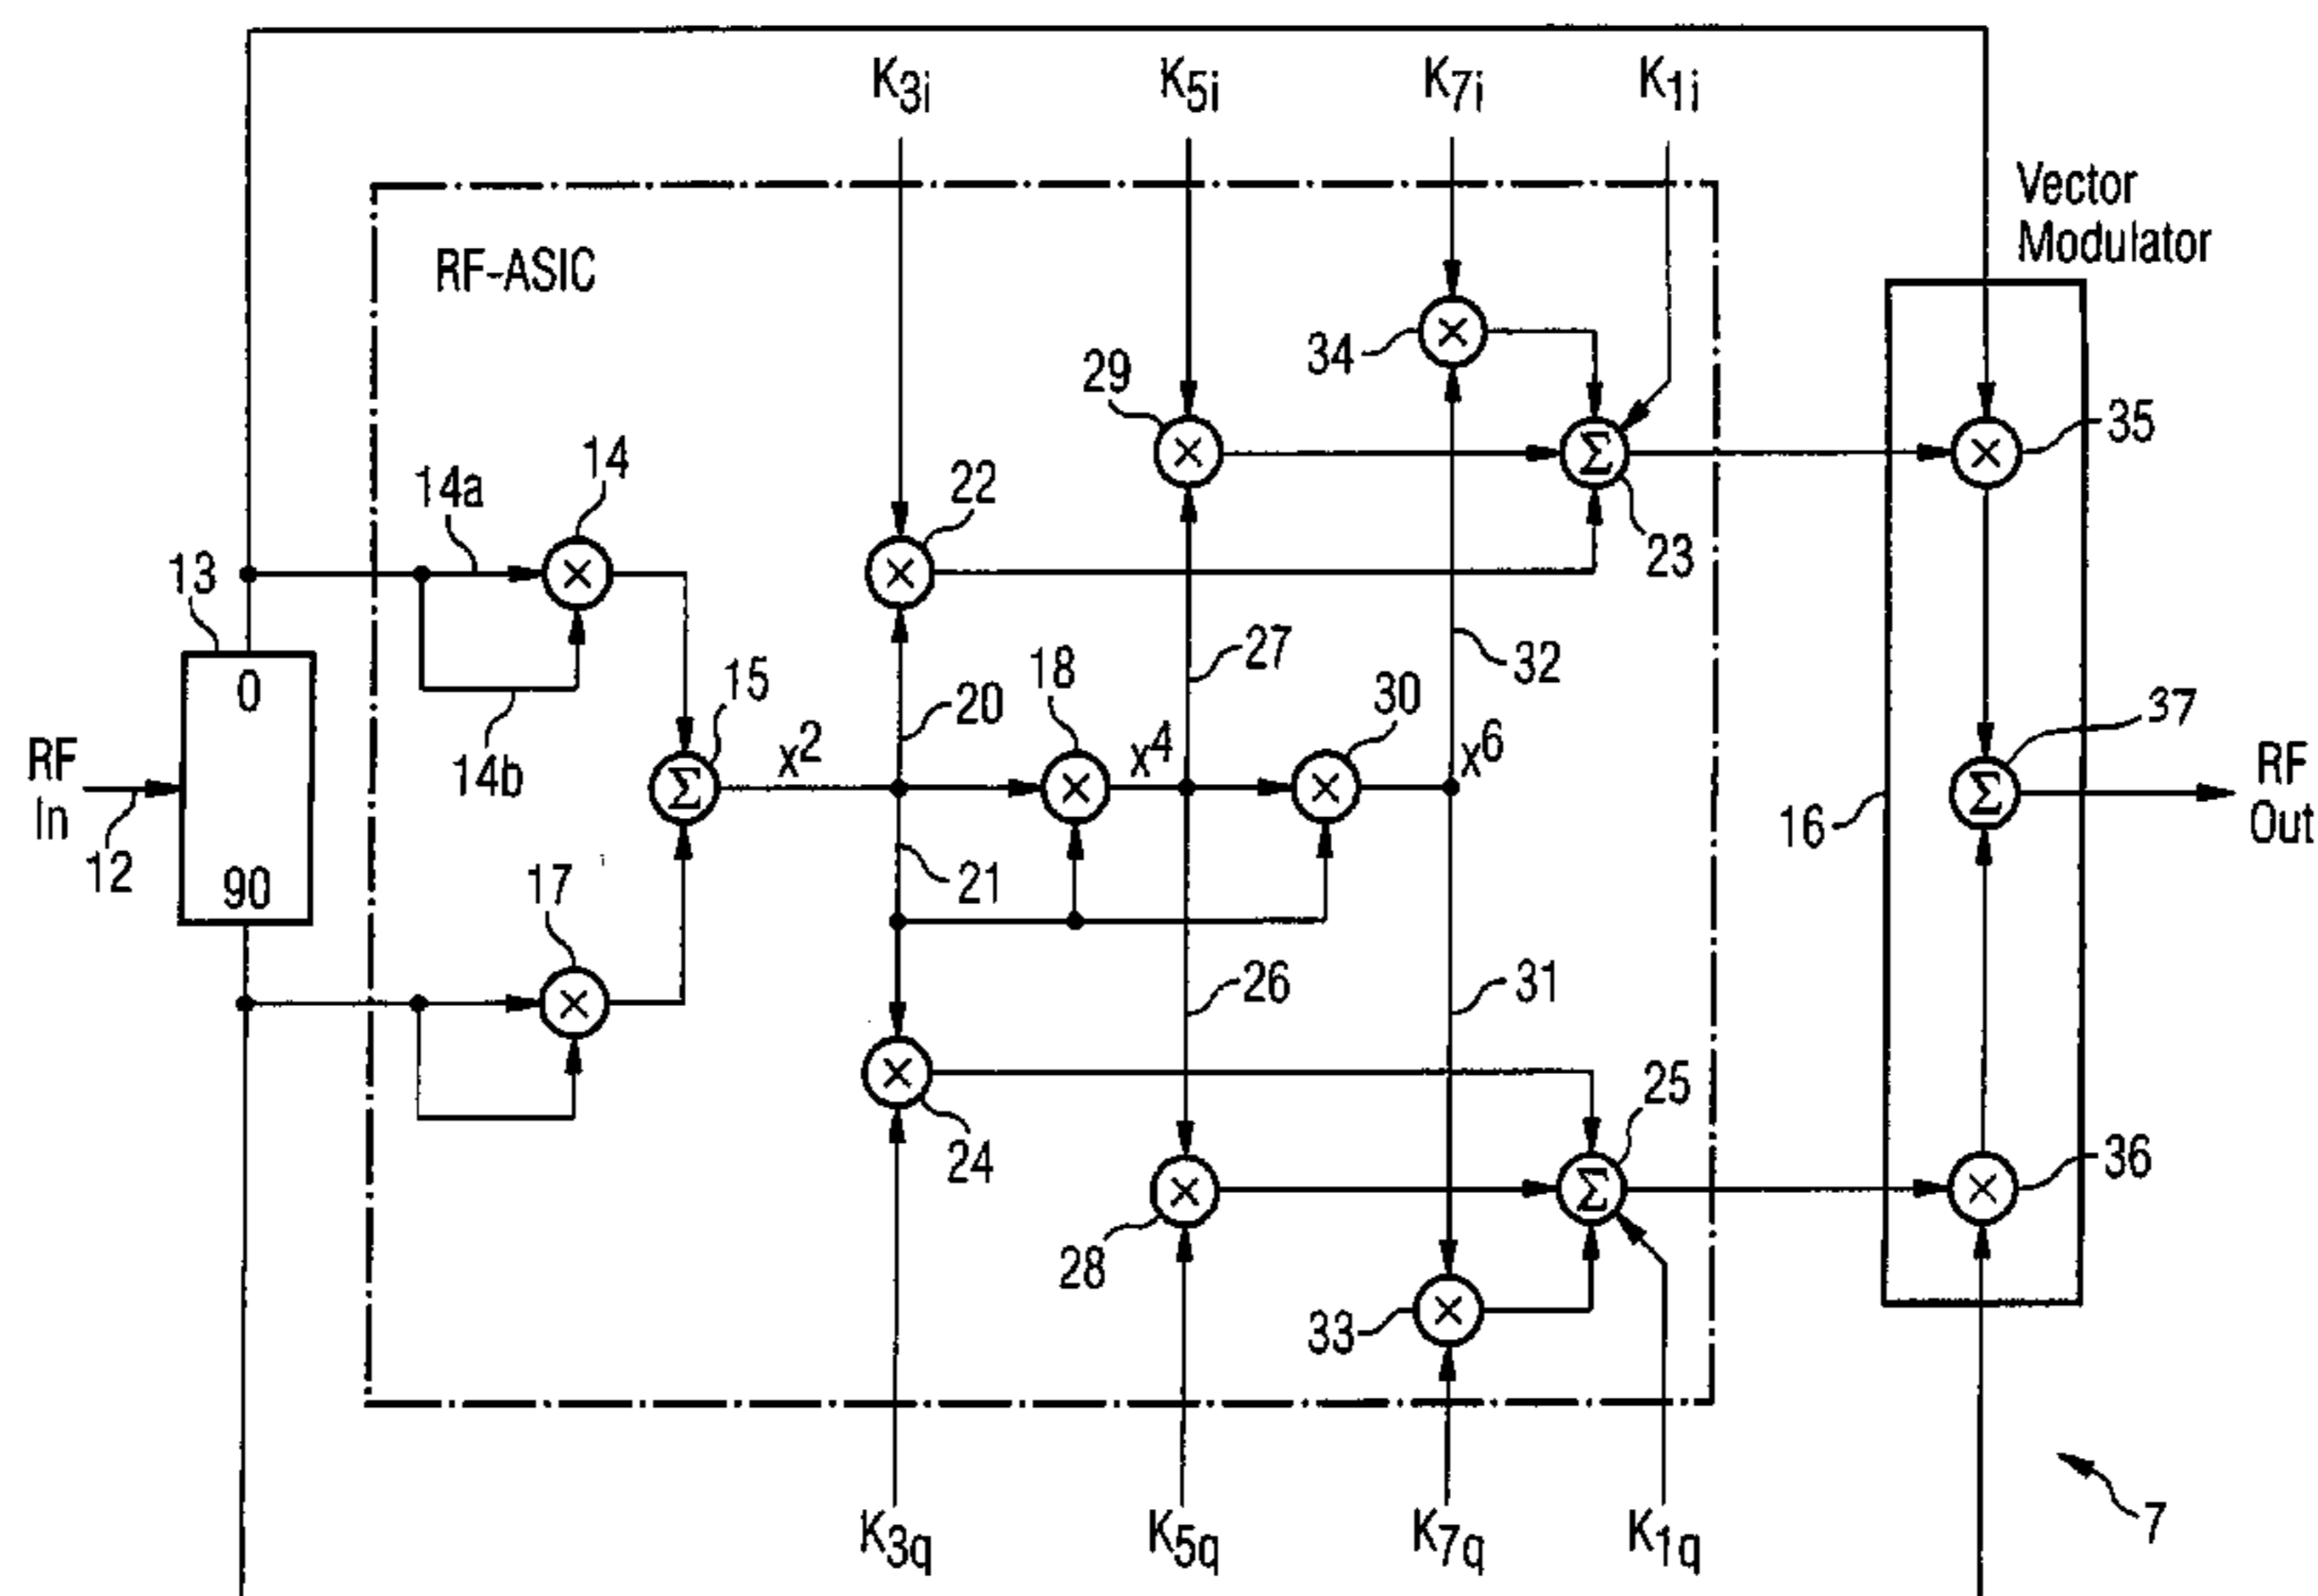 K3i K5i K7i K1i
Vector
Modulator
RF-ASIC
34
29
35
14
22
14a
23
13
0
27
32
18
30
15
20
37
RF
In
x2
x4
x6
RF
Out
14b
16
12
90
21
17
26
31
25
24
36
28
33
K3q K5q K7q K1q
7
× × × × × × × × × × × × Σ Σ Σ Σ